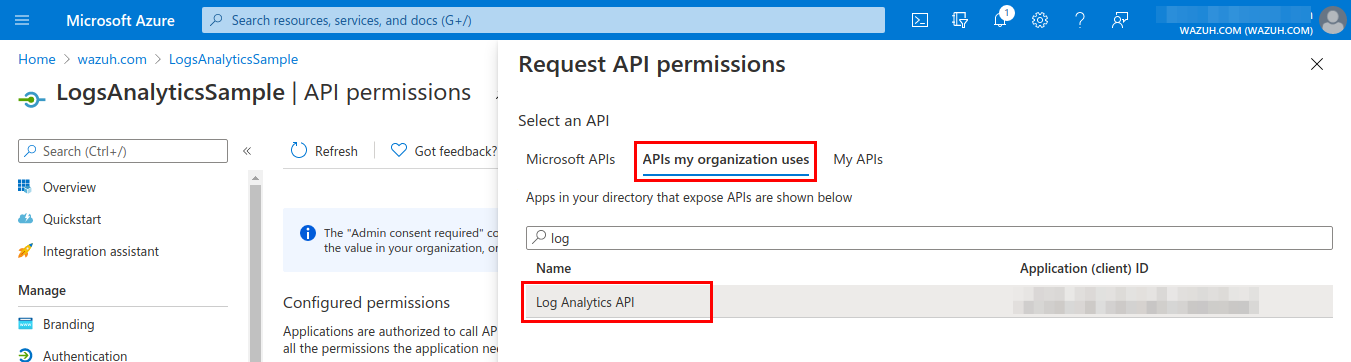 Microsoft Azure
Search resources, services, and docs (G+/)
1
WAZUH.COM (WAZUH.COM)
Home > wazuh.com > LogsAnalyticsSample
LogsAnalyticsSample | API permissions
Search (Ctrl+/)
«
Overview
Quickstart
Integration assistant
Manage
Branding
Authentication
Refresh
Got feedback?
The "Admin consent required" co
the value in your organization, or
Configured permissions
Applications are authorized to call AP
all the permissions the application nee
Request API permissions
Select an API
Microsoft APIs
APIs my organization uses
My APIs
Apps in your directory that expose APIs are shown below
log
Name
Application (client) ID
Log Analytics API